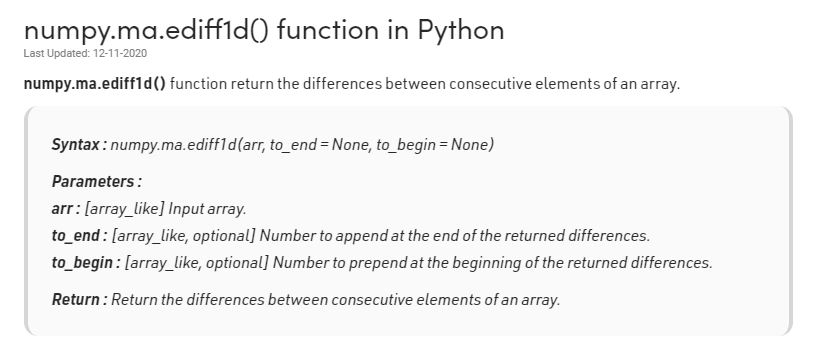 numpy.ma.ediff1d() function in Python
Last Updated: 12-11-2020
numpy.ma.ediff1d() function return the differences between consecutive elements of an array.
Syntax : numpy.ma.ediff1d(arr, to_end = None, to_begin = None)
Parameters :
arr : [array_like] Input array.
to_end : [array_like, optional] Number to append at the end of the returned differences.
to_begin : [array_like, optional] Number to prepend at the beginning of the returned differences.
Return : Return the differences between consecutive elements of an array.